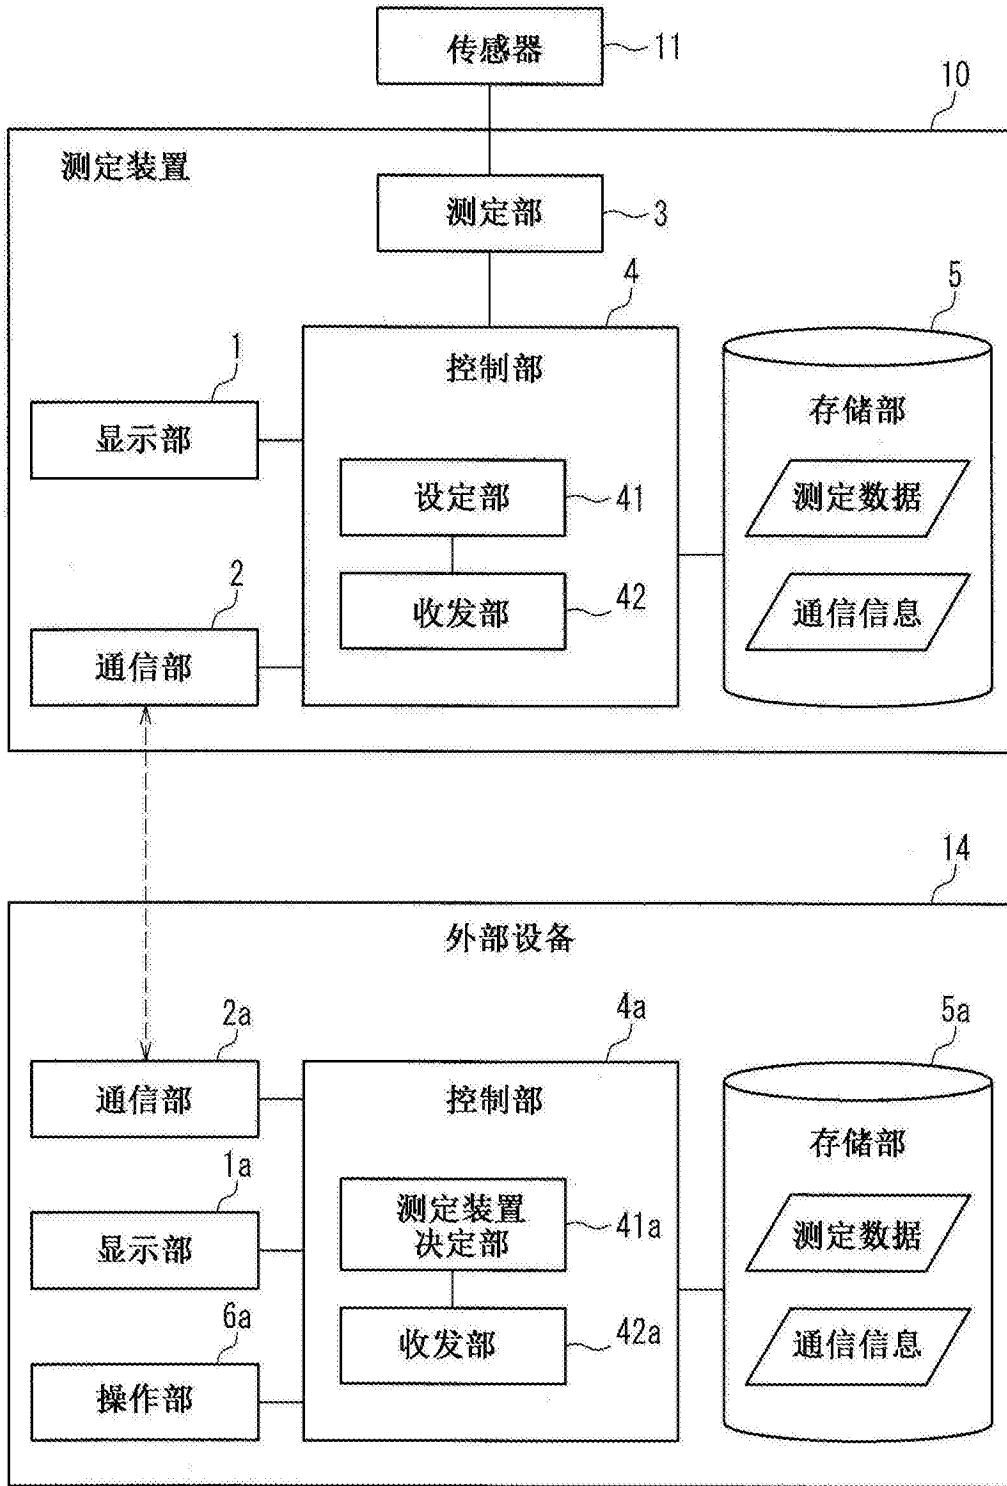 传感器
11
10
测定装置
测定部
3
4
5
控制部
存储部
1
显示部
设定部
41
测定数据
2
收发部
42
通信信息
通信部
14
外部设备
2a
4a
5a
通信部
控制部
存储部
1a
测定装置
决定部
41a
测定数据
显示部
6a
收发部
42a
通信信息
操作部